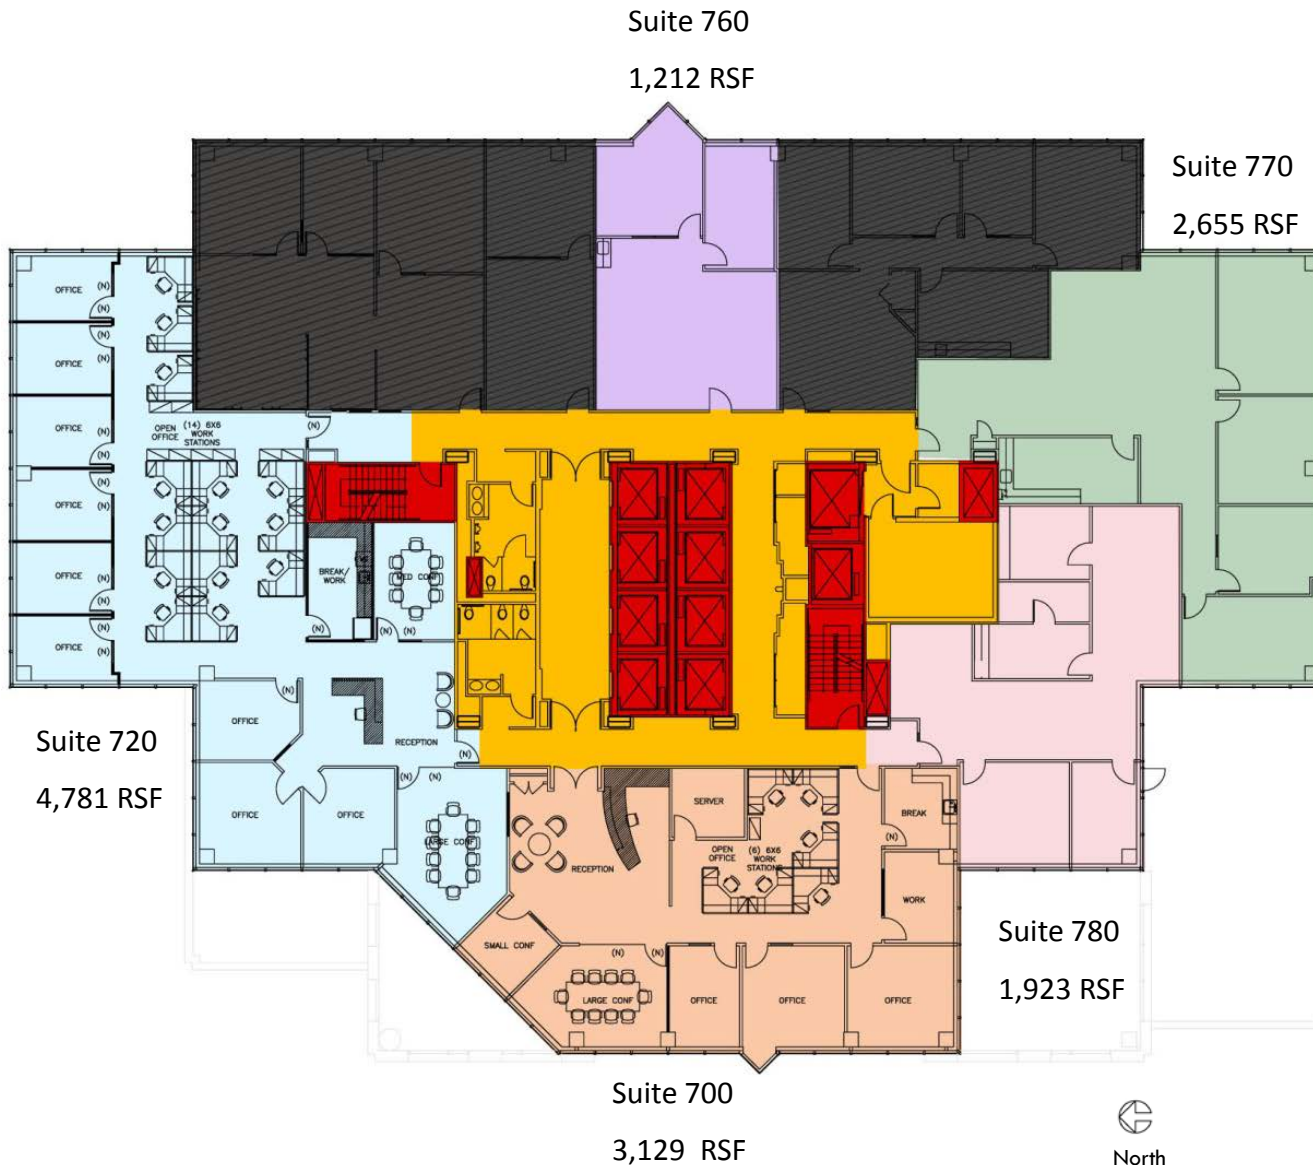 Suite 760
1,212 RSF
Suite 770
2,655 RSF
OFFICE
(N)
(N)
OFFICE
(N)
OFFICE
(N)
(N)
OPEN
OFFICE
(14) 6X6
WORK
STATIONS
(N)
OFFICE
(N)
OFFICE
(N)
(N)
OFFICE
(N)
BREAK/
WORK
(N)
MED CONF
(N)
(N)
OFFICE
(N)
RECEPTION
(N)
Suite 720
4,781 RSF
OFFICE
OFFICE
(N)
(N)
LARGE CONF
SERVER
BREAK
(N)
OPEN
OFFICE
(6) 6X6
WORK
STATIONS
RECEPTION
WORK
SMALL CONF
(N)
(N)
LARGE CONF
OFFICE
OFFICE
OFFICE
Suite 780
1,923 RSF
Suite 700
3,129 RSF
North